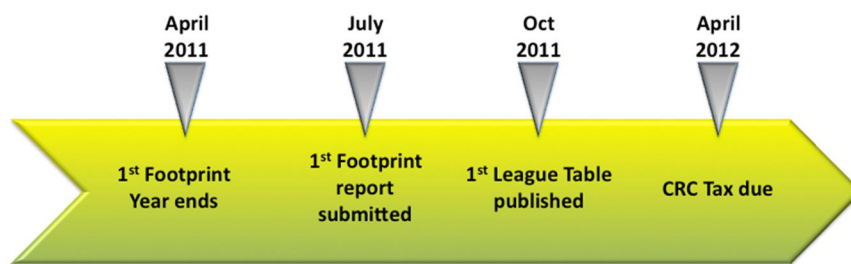 April
2011
July
2011
Oct
2011
April
2012
1st Footprint
Year ends
1st Footprint
report
submitted
1st League Table
published
CRC Tax due